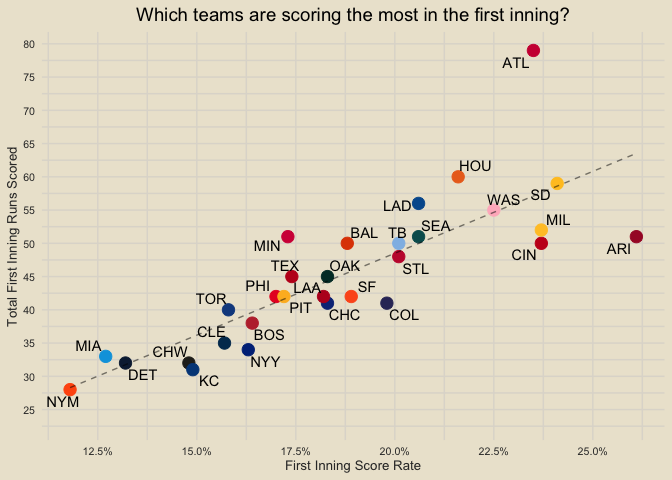 Which teams are scoring the most in the first inning?
Total First Inning Runs Scored
80
75
70
65
60
55
50
45
40
35
30
25
ATL
HOU
WAS SD
LAD
SEA
MIL
TB
BAL
MIN
CIN
ARI
STL
TEX
OAK
PHI
LAA
SF
PIT
CHC
COL
TOR
CLE
BOS
MIA
CHW
NYY
DET
KC
NYM
12.5% 15.0% 17.5% 20.0% 22.5% 25.0%
First Inning Score Rate